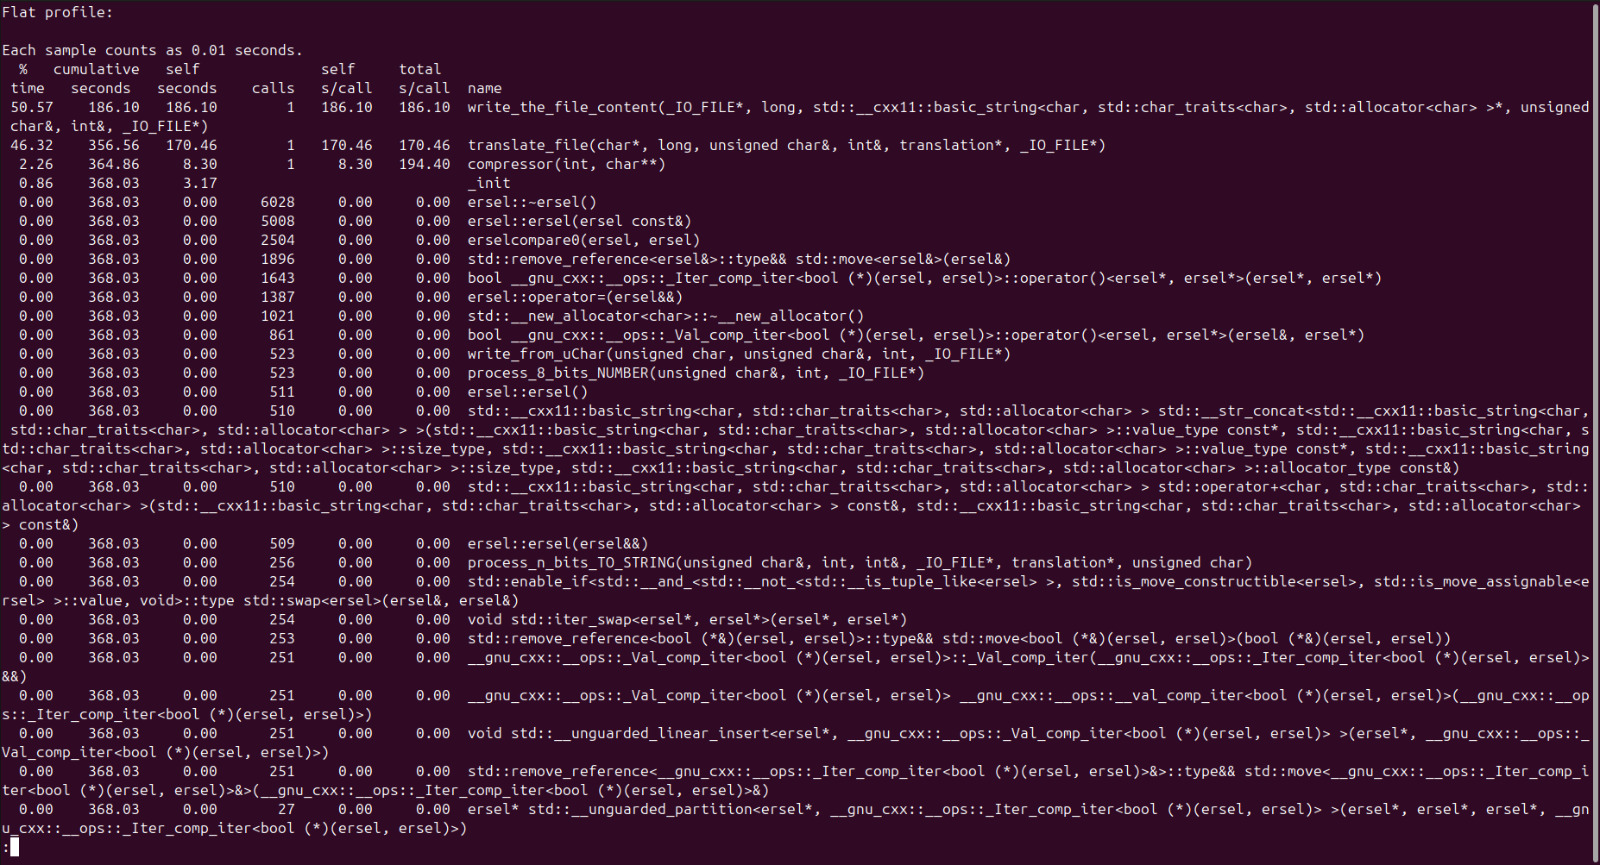 Flat profile:
Each sample counts as 0.01 seconds.
  %   cumulative   self              self     total
 time   seconds   seconds    calls   s/call   s/call  name
 50.57    186.10   186.10        1   186.10   186.10  write_the_file_content(_IO_FILE*, long, std::__cxx11::basic_string<char, std::char_traits<char>, std::allocator<char> >*, unsigned
 char&, int&, _IO_FILE*)
 46.32    356.56   170.46        1   170.46   170.46  translate_file(char*, long, unsigned char&, int&, translation*, _IO_FILE*)
  2.26    364.86     8.30        1     8.30   194.40  compressor(int, char**)
  0.86    368.03     3.17                             _init
  0.00    368.03     0.00     6028     0.00     0.00  ersel::~ersel()
  0.00    368.03     0.00     5008     0.00     0.00  ersel::ersel(ersel const&)
  0.00    368.03     0.00     2504     0.00     0.00  erselcompare0(ersel, ersel)
  0.00    368.03     0.00     1896     0.00     0.00  std::remove_reference<ersel&>::type&& std::move<ersel&>(ersel&)
  0.00    368.03     0.00     1643     0.00     0.00  bool __gnu_cxx::__ops::_Iter_comp_iter<bool (*)(ersel, ersel)>::operator()<ersel*, ersel*>(ersel*, ersel*)
  0.00    368.03     0.00     1387     0.00     0.00  ersel::operator=(ersel&&)
  0.00    368.03     0.00     1021     0.00     0.00  std::__new_allocator<char>::~__new_allocator()
  0.00    368.03     0.00      861     0.00     0.00  bool __gnu_cxx::__ops::_Val_comp_iter<bool (*)(ersel, ersel)>::operator()<ersel, ersel*>(ersel&, ersel*)
  0.00    368.03     0.00      523     0.00     0.00  write_from_uChar(unsigned char, unsigned char&, int, _IO_FILE*)
  0.00    368.03     0.00      523     0.00     0.00  process_8_bits_NUMBER(unsigned char&, int, _IO_FILE*)
  0.00    368.03     0.00      511     0.00     0.00  ersel::ersel()
  0.00    368.03     0.00      510     0.00     0.00  std::__cxx11::basic_string<char, std::char_traits<char>, std::allocator<char> > std::__str_concat<std::__cxx11::basic_string<char,
 std::char_traits<char>, std::allocator<char> > >(std::__cxx11::basic_string<char, std::char_traits<char>, std::allocator<char> >::value_type const*, std::__cxx11::basic_string<char, s
td::char_traits<char>, std::allocator<char> >::size_type, std::__cxx11::basic_string<char, std::char_traits<char>, std::allocator<char> >::value_type const*, std::__cxx11::basic_string
<char, std::char_traits<char>, std::allocator<char> >::size_type, std::__cxx11::basic_string<char, std::char_traits<char>, std::allocator<char> >::allocator_type const&)
  0.00    368.03     0.00      510     0.00     0.00  std::__cxx11::basic_string<char, std::char_traits<char>, std::allocator<char> > std::operator+<char, std::char_traits<char>, std::
allocator<char> >(std::__cxx11::basic_string<char, std::char_traits<char>, std::allocator<char> > const&, std::__cxx11::basic_string<char, std::char_traits<char>, std::allocator<char>
> const&)
  0.00    368.03     0.00      509     0.00     0.00  ersel::ersel(ersel&&)
  0.00    368.03     0.00      256     0.00     0.00  process_n_bits_TO_STRING(unsigned char&, int, int&, _IO_FILE*, translation*, unsigned char)
  0.00    368.03     0.00      254     0.00     0.00  std::enable_if<std::__and_<std::__not_<std::__is_tuple_like<ersel> >, std::is_move_constructible<ersel>, std::is_move_assignable<e
rsel> >::value, void>::type std::swap<ersel>(ersel&, ersel&)
  0.00    368.03     0.00      254     0.00     0.00  void std::iter_swap<ersel*, ersel*>(ersel*, ersel*)
  0.00    368.03     0.00      253     0.00     0.00  std::remove_reference<bool (*&)(ersel, ersel)>::type&& std::move<bool (*&)(ersel, ersel)>(bool (*&)(ersel, ersel))
  0.00    368.03     0.00      251     0.00     0.00  __gnu_cxx::__ops::_Val_comp_iter<bool (*)(ersel, ersel)>::_Val_comp_iter(__gnu_cxx::__ops::_Iter_comp_iter<bool (*)(ersel, ersel)>
&&)
  0.00    368.03     0.00      251     0.00     0.00  __gnu_cxx::__ops::_Val_comp_iter<bool (*)(ersel, ersel)> __gnu_cxx::__ops::__val_comp_iter<bool (*)(ersel, ersel)>(__gnu_cxx::__op
s::_Iter_comp_iter<bool (*)(ersel, ersel)>)
  0.00    368.03     0.00      251     0.00     0.00  void std::__unguarded_linear_insert<ersel*, __gnu_cxx::__ops::_Val_comp_iter<bool (*)(ersel, ersel)> >(ersel*, __gnu_cxx::__ops::_
Val_comp_iter<bool (*)(ersel, ersel)>)
  0.00    368.03     0.00      251     0.00     0.00  std::remove_reference<__gnu_cxx::__ops::_Iter_comp_iter<bool (*)(ersel, ersel)>&>::type&& std::move<__gnu_cxx::__ops::_Iter_comp_i
ter<bool (*)(ersel, ersel)>&>(__gnu_cxx::__ops::_Iter_comp_iter<bool (*)(ersel, ersel)>&)
  0.00    368.03     0.00       27     0.00     0.00  ersel* std::__unguarded_partition<ersel*, __gnu_cxx::__ops::_Iter_comp_iter<bool (*)(ersel, ersel)> >(ersel*, ersel*, ersel*, __gn
u_cxx::__ops::_Iter_comp_iter<bool (*)(ersel, ersel)>)
: